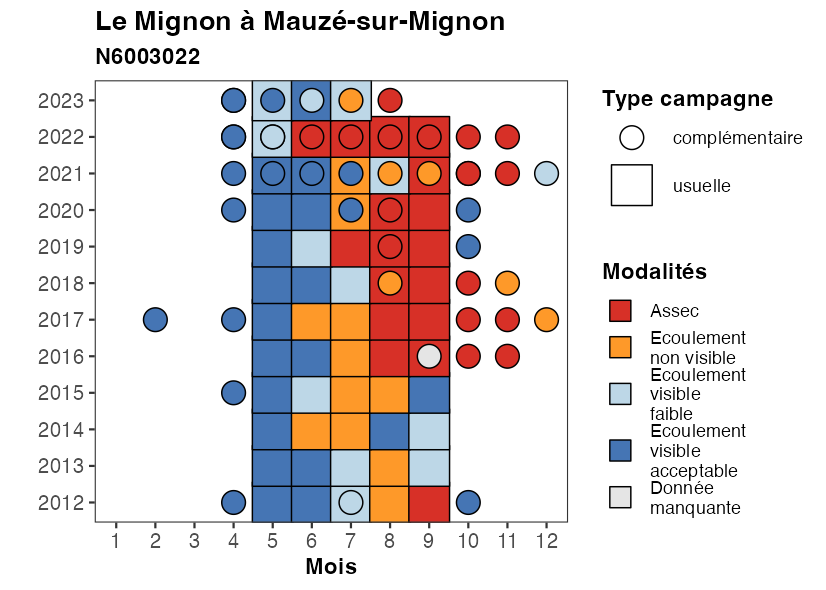 Le Mignon à Mauzé-sur-Mignon
N6003022
2023
2022
2021
2020
2019
2018
2017
2016
2015
2014
2013
2012
1 2 3 4 5 6 7 8 9 10 11 12
Mois
Type campagne
complémentaire
usuelle
Modalités
Assec
Ecoulement
non visible
Ecoulement
visible
faible
Ecoulement
visible
acceptable
Donnée
manquante